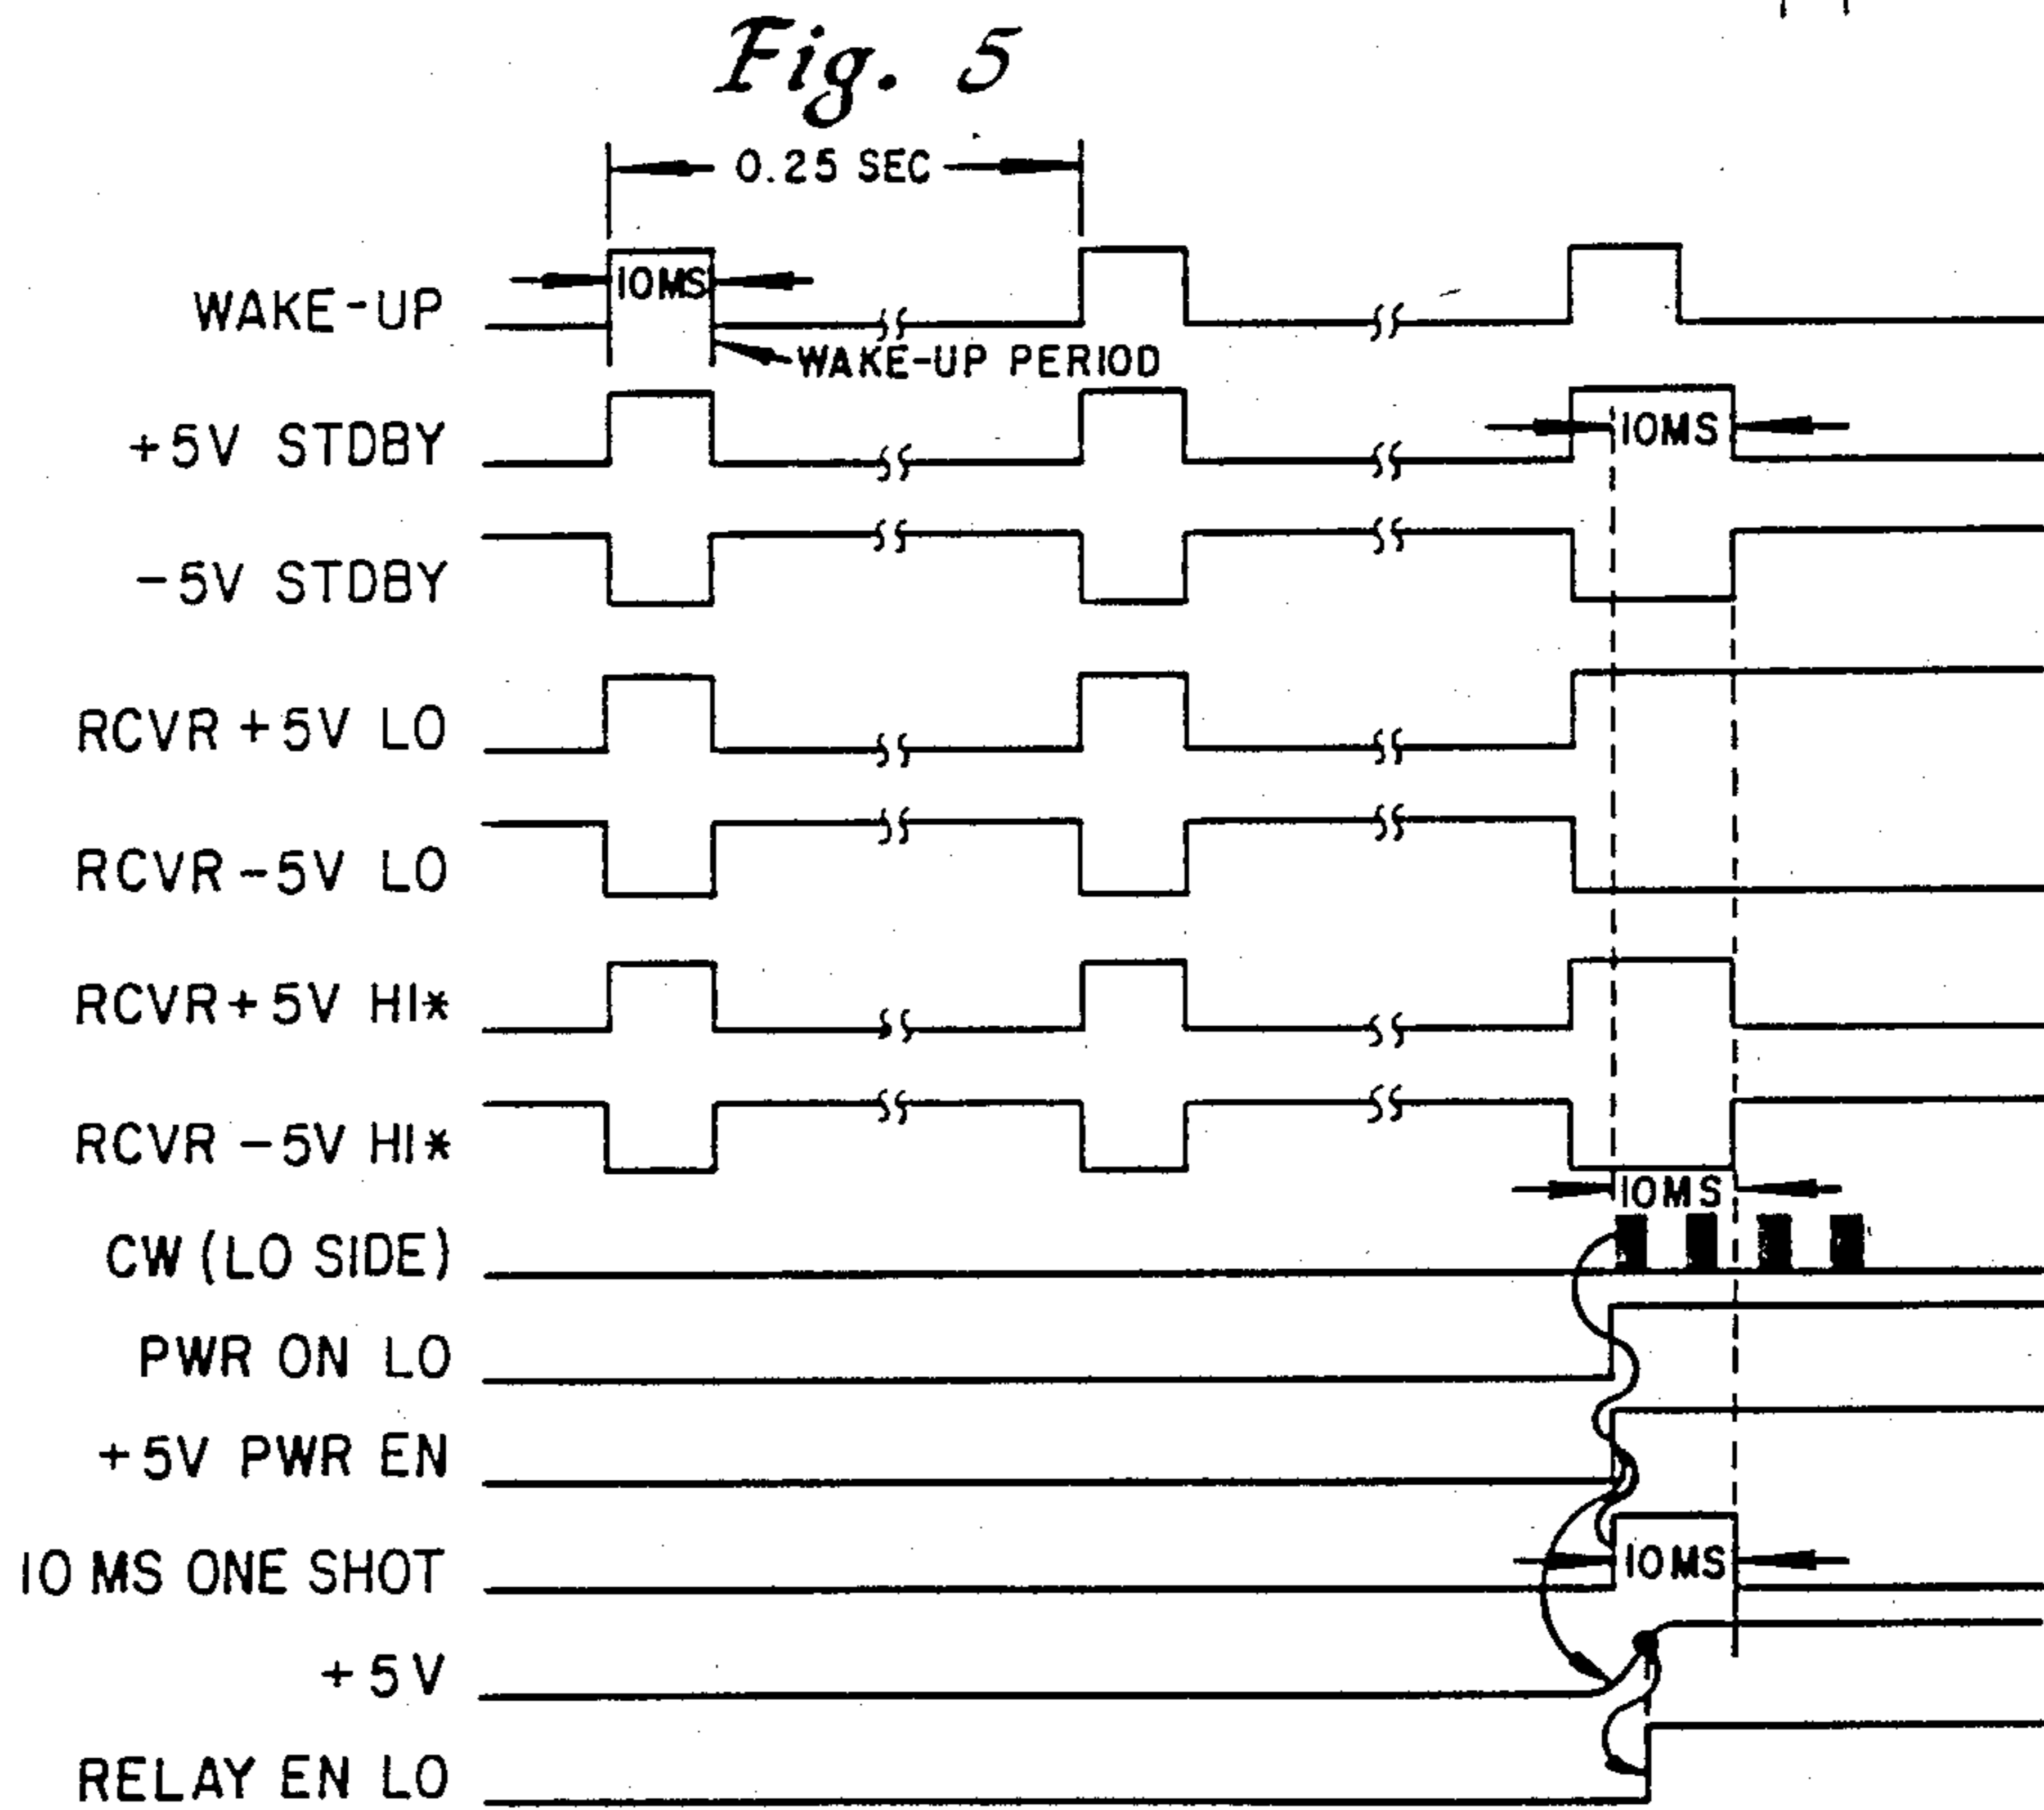 Fig. 5
0.25 SEC
WAKE-UP
10MS
WAKE-UP PERIOD
+5V STDBY
10MS
-5V STDBY
RCVR +5V LO
RCVR -5V LO
RCVR+5V HI*
RCVR -5V HI*
10MS
CW (LO SIDE)
PWR ON LO
+5V PWR EN
10 MS ONE SHOT
10MS
+5V
RELAY EN LO